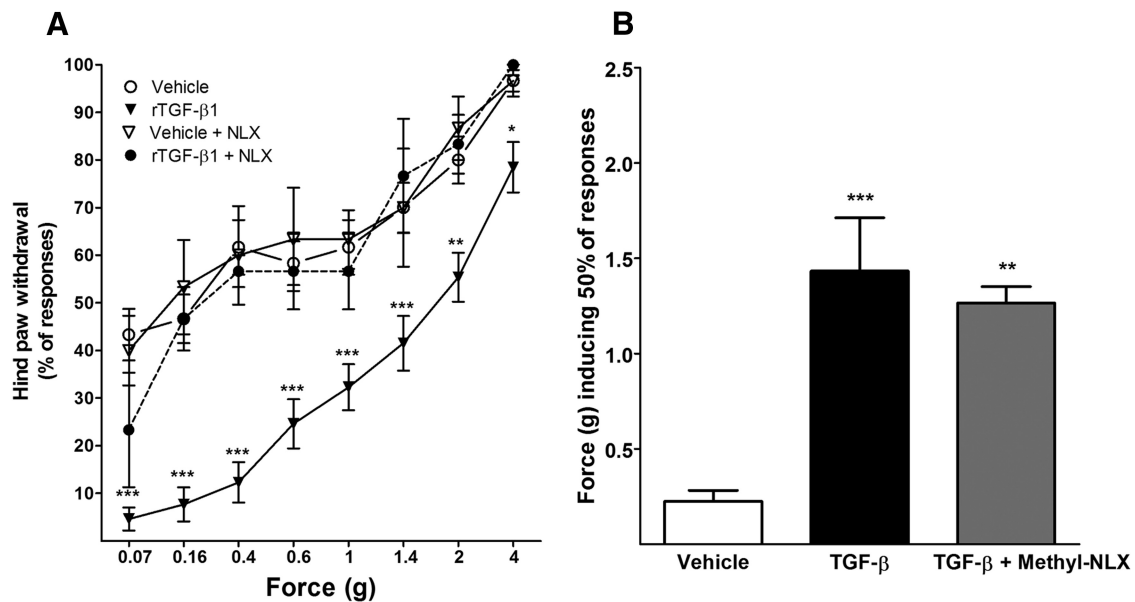 A
100
90
80
70
60
50
40
30
20
10
Hind paw withdrawal
(% of responses)
Vehicle
rTGF-β1
Vehicle + NLX
rTGF-β1 + NLX
***
***
***
***
***
***
**
*
0.07 0.16 0.4 0.6 1 1.4 2 4
Force (g)
B
2.5
2.0
1.5
1.0
0.5
Force (g) inducing 50% of responses
***
**
Vehicle TGF-β TGF-β + Methyl-NLX